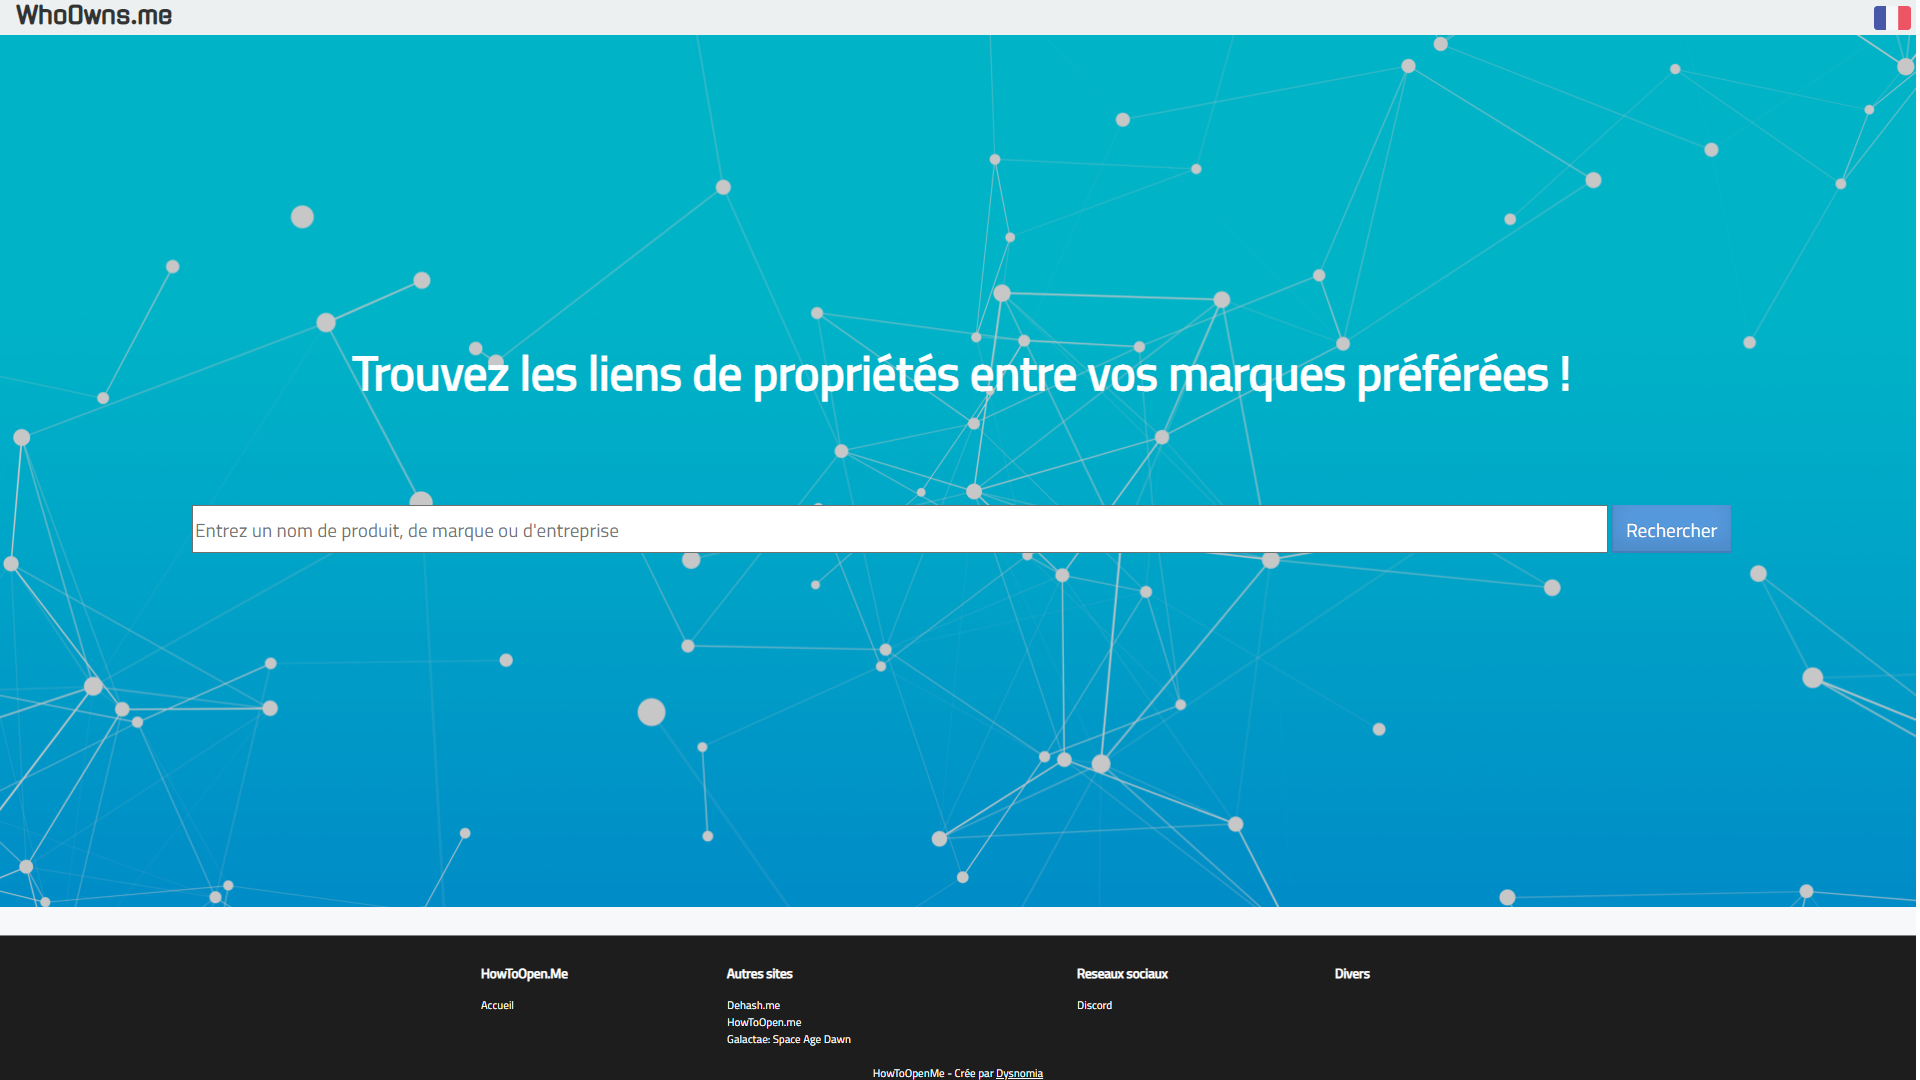 WhoOwns.me
Trouvez les liens de propriétés entre vos marques préférées !
Entrez un nom de produit, de marque ou d'entreprise
Rechercher
HowToOpen.Me
Accueil
Autres sites
Dehash.me
HowToOpen.me
Galactae: Space Age Dawn
Reseaux sociaux
Discord
Divers
HowToOpenMe - Crée par Dysnomia